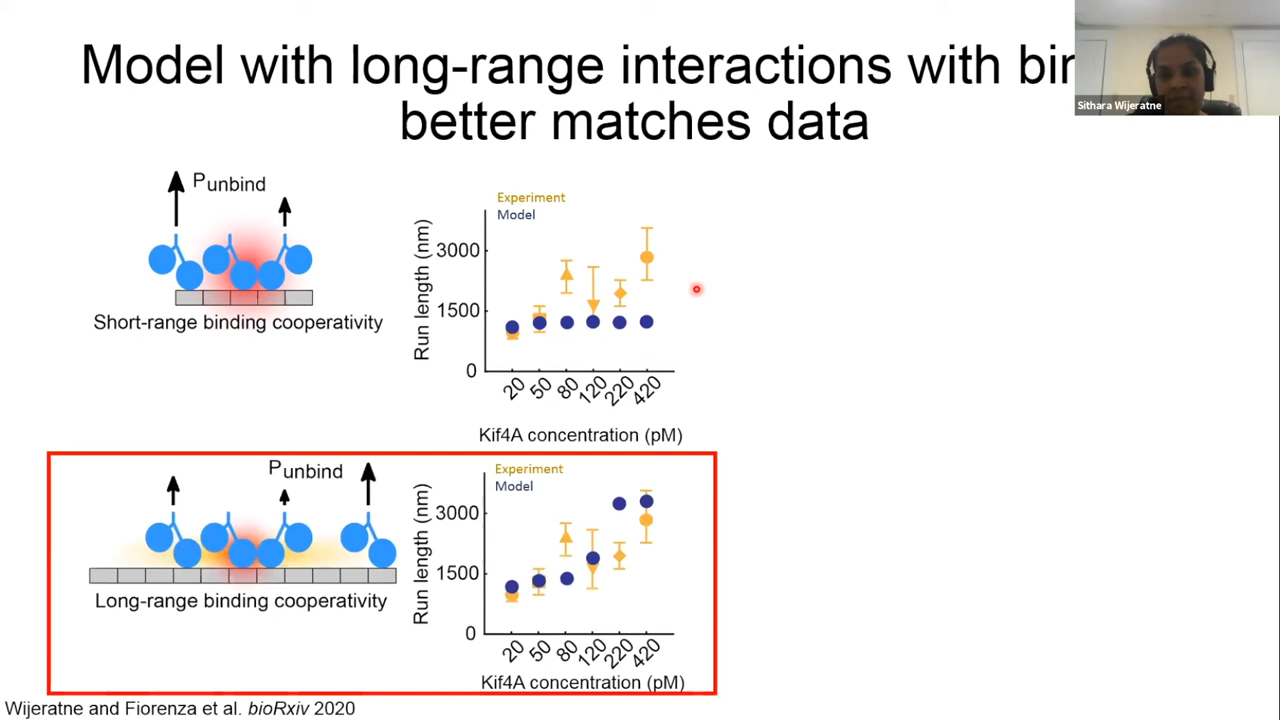 Model with long-range interactions with
better matches data
Sithara Wijeratne
Punbind
Short-range binding cooperativity
Experiment
Model
Run length (nm)
3000
1500
0
20 50 80 120 220 420
Kif4A concentration (pM)
Punbind
Long-range binding cooperativity
Experiment
Model
Run length (nm)
3000
1500
0
20 50 80 120 220 420
Kif4A concentration (pM)
Wijeratne and Fiorenza et al. bioRxiv 2020